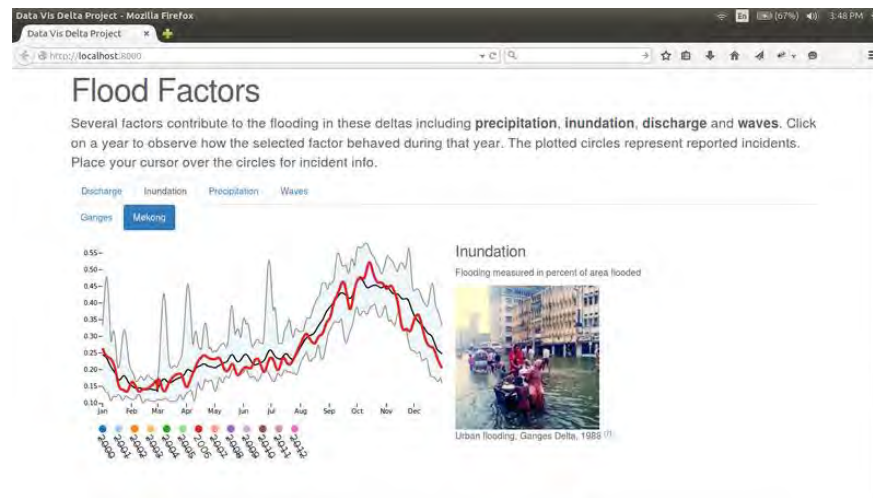 Data Vis Delta Project - Mozilla Firefox
En (67%) 3:48 PM
Data Vis Delta Project ×
http://localhost:8000
Flood Factors
Several factors contribute to the flooding in these deltas including precipitation, inundation, discharge and waves. Click
on a year to observe how the selected factor behaved during that year. The plotted circles represent reported incidents.
Place your cursor over the circles for incident info.
Discharge Inundation Precipitation Waves
Ganges Mekong
Inundation
Flooding measured in percent of area flooded
0.55
0.50
0.45
0.40
0.35
0.30
0.25
0.20
0.15
0.10
Jan Feb Mar Apr May Jun Jul Aug Sep Oct Nov Dec
2000 2001 2002 2003 2004 2005 2006 2007 2008 2009 2010 2011 2012
Urban flooding, Ganges Delta, 1988